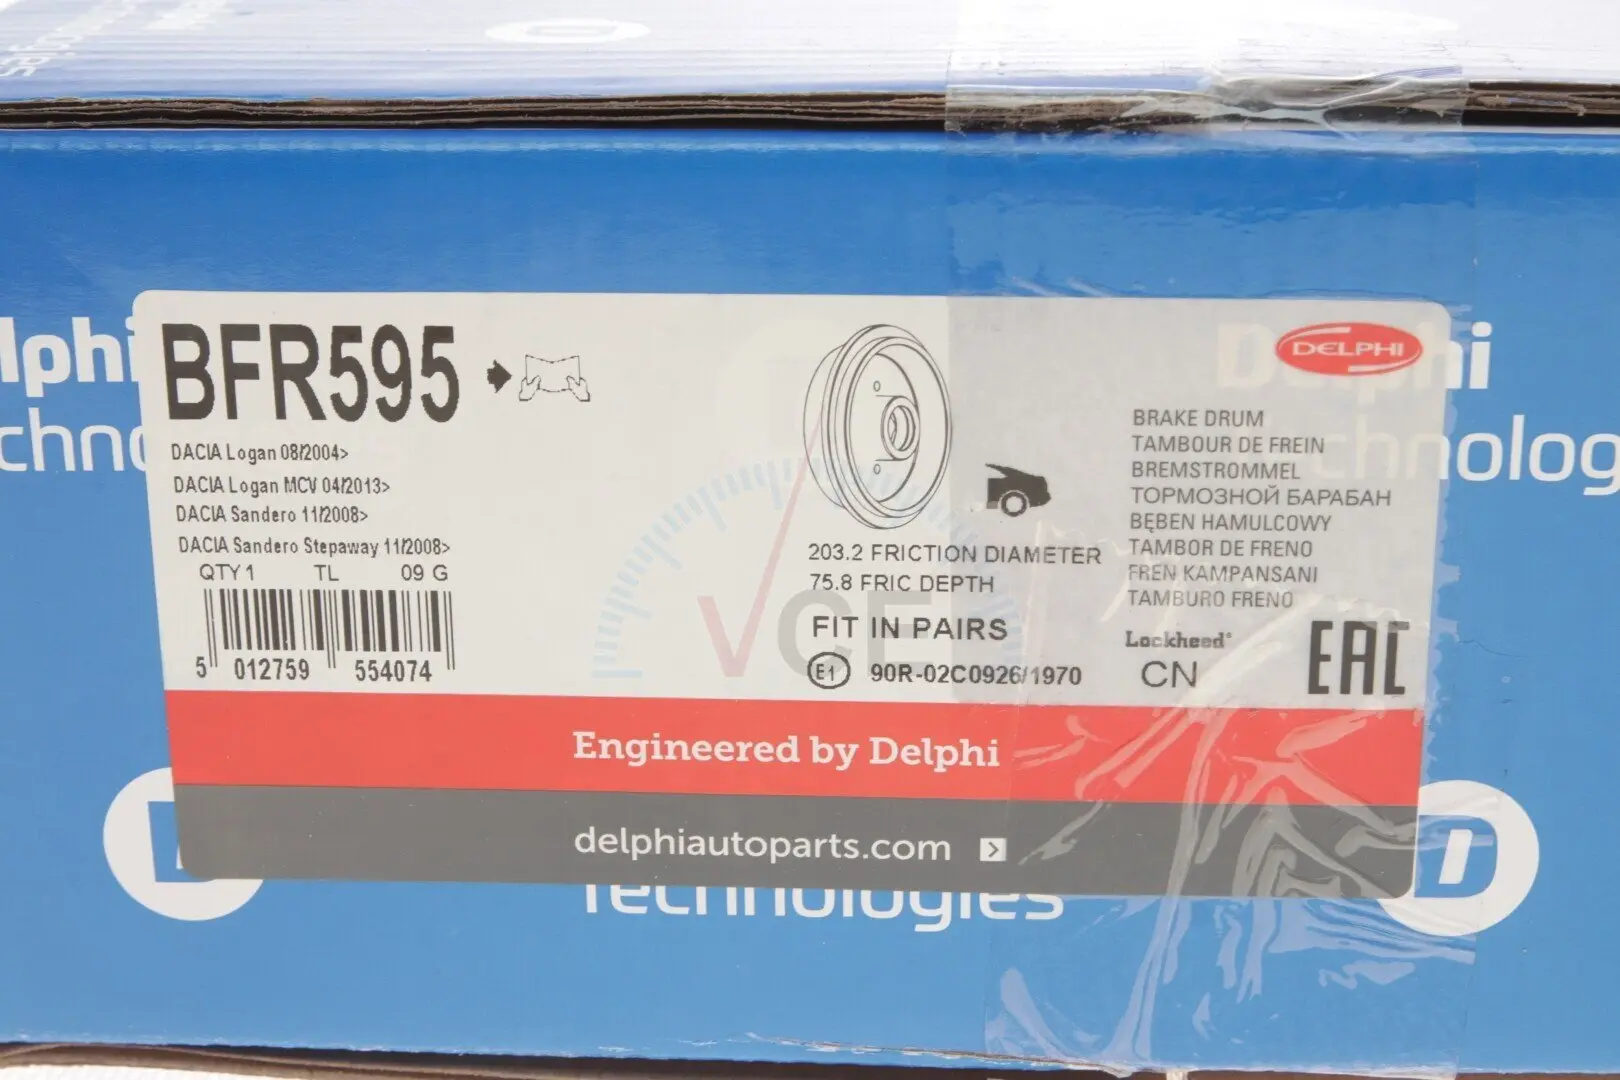 BFR595
DACIA Logan 08/2004>
DACIA Logan MCV 04/2013>
DACIA Sandero 11/2008>
DACIA Sandero Stepaway 11/2008>
QTY 1 TL 09 G
5 012759 554074
203.2 FRICTION DIAMETER
75.8 FRIC DEPTH
FIT IN PAIRS
E1 90R-02C0926/1970
DELPHI
BRAKE DRUM
TAMBOUR DE FREIN
BREMSTROMMEL
ТОРМОЗНОЙ БАРАБАН
BĘBEN HAMULCOWY
TAMBOR DE FRENO
FREN KAMPANSANI
TAMBURO FRENO
Lockheed
CN
EAC
VCE
Engineered by Delphi
delphiautoparts.com
Technologies